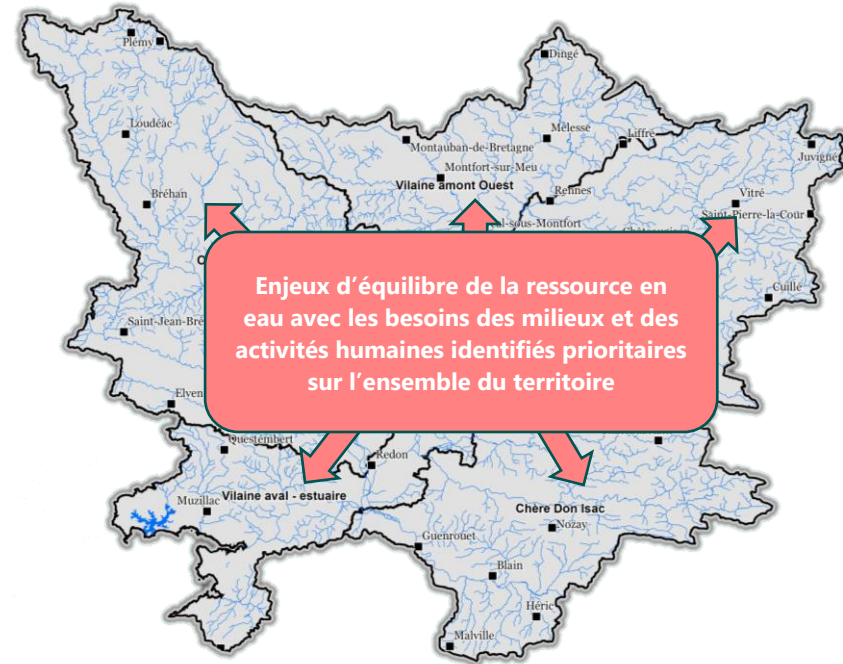 Plémy
Dingé
Loudéac
Melesse
Liffré
Montauban-de-Bretagne
Juvigné
Montfort-sur-Meu
Vilaine amont Ouest
Bréhan
Rennes
Vitré
Saint-Pierre-la-Cour
Enjeux d'équilibre de la ressource en
eau avec les besoins des milieux et des
activités humaines identifiés prioritaires
sur l'ensemble du territoire
Cuillé
Questembert
Redon
Muzillac
Vilaine aval - estuaire
Chère Don Isac
Nozay
Guenrouet
Blain
Héric
Malville